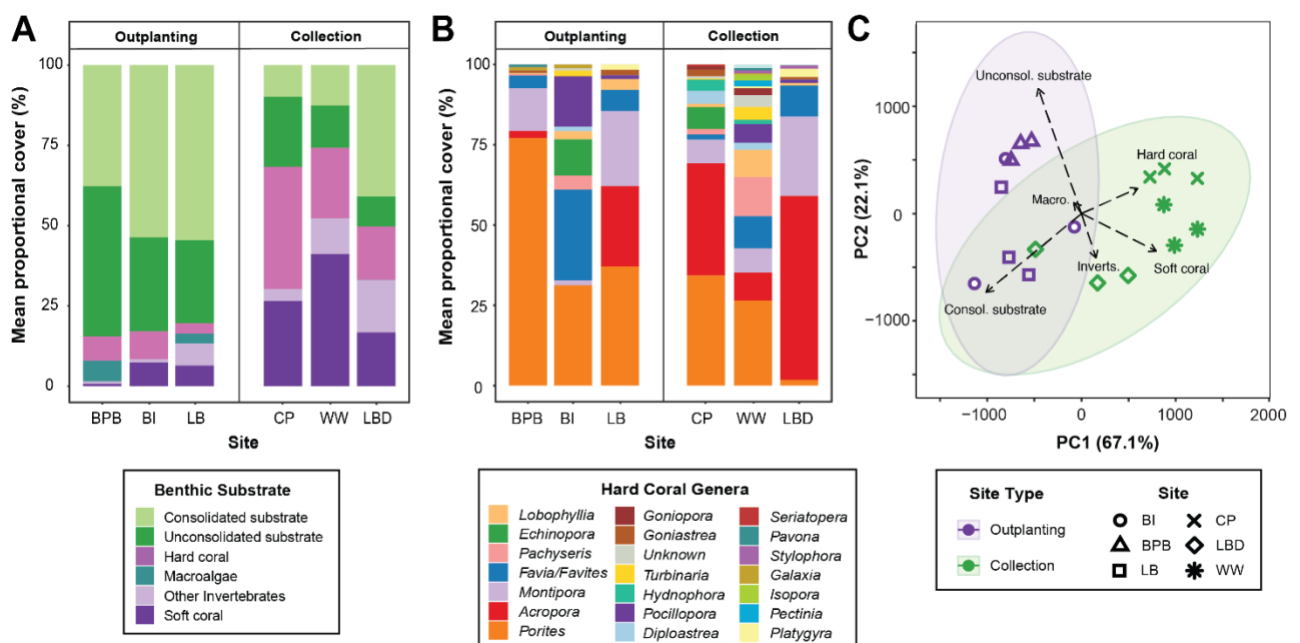 A
Outplanting
Collection
Mean proportional cover (%)
100
75
50
25
0
BPB BI LB CP WW LBD
Site
Benthic Substrate
Consolidated substrate
Unconsolidated substrate
Hard coral
Macroalgae
Other Invertebrates
Soft coral
B
Outplanting
Collection
Mean proportional cover (%)
100
75
50
25
0
BPB BI LB CP WW LBD
Site
Hard Coral Genera
Lobophyllia
Echinopora
Pachyseris
Favia/Favites
Montipora
Acropora
Porites
Goniopora
Goniastrea
Unknown
Turbinaria
Hydnophora
Pocillopora
Diploastrea
Seriatopera
Pavona
Stylophora
Galaxia
Isopora
Pectinia
Platygyra
C
PC2 (22.1%)
1000
0
−1000
Unconsol. substrate
Hard coral
Macro.
Inverts.
Soft coral
Consol. substrate
−1000 0 1000 2000
PC1 (67.1%)
Site Type
Outplanting
Collection
Site
BI
BPB
LB
CP
LBD
WW